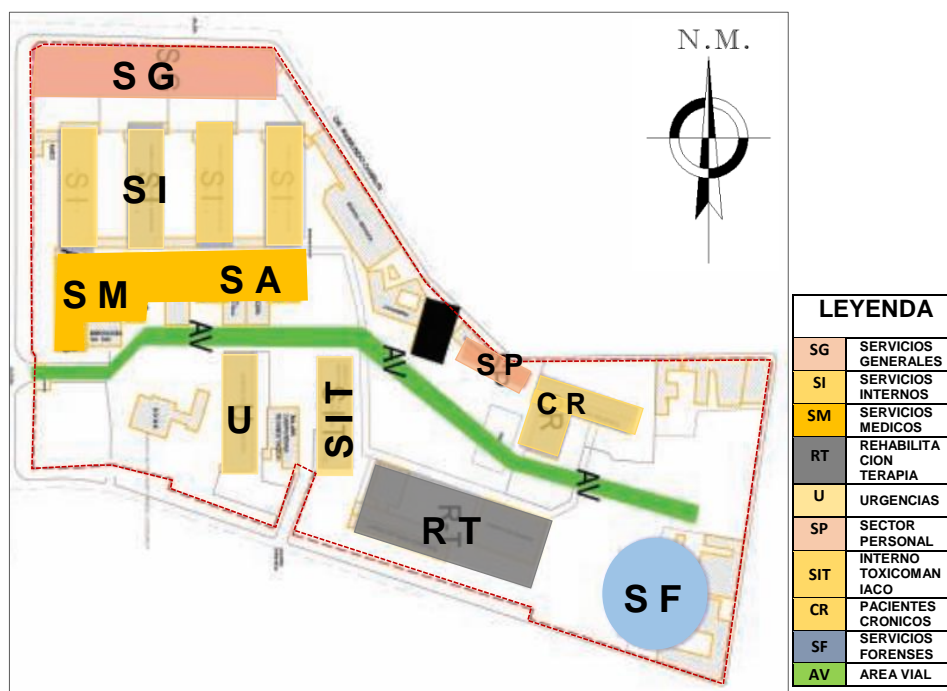 N.M.
S G
S I
S M
S A
AV
AV
S P
C R
U
S I T
AV
R T
S F
LEYENDA
SG SERVICIOS
GENERALES
SI SERVICIOS
INTERNOS
SM SERVICIOS
MEDICOS
RT REHABILITA
CION
TERAPIA
U URGENCIAS
SP SECTOR
PERSONAL
SIT INTERNO
TOXICOMAN
IACO
CR PACIENTES
CRONICOS
SF SERVICIOS
FORENSES
AV AREA VIAL